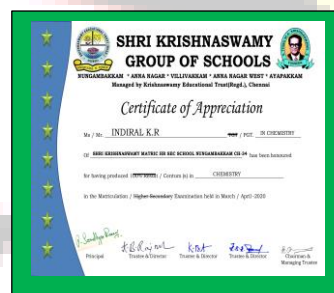 SHRI KRISHNASWAMY
GROUP OF SCHOOLS
NUNGAMBAKKAM * ANNA NAGAR * VILLIVAKKAM * ANNA NAGAR WEST * AYAPAKKAM
Managed by Krishnaswamy Educational Trust(Regd.), Chennai
Certificate of Appreciation
Ms / Mr. INDIRAL K.R TGT / PGT IN CHEMISTRY
Of SHRI KRISHNASWAMY MATRIC HR SEC SCHOOL NUNGAMBAKKAM CH-34 has been honoured
for having produced / Centum (s) in CHEMISTRY
in the Matriculation / Higher Secondary Examination held in March / April-2020
Principal Trustee & Director Trustee & Director Trustee & Director Chairman &
Managing Trustee